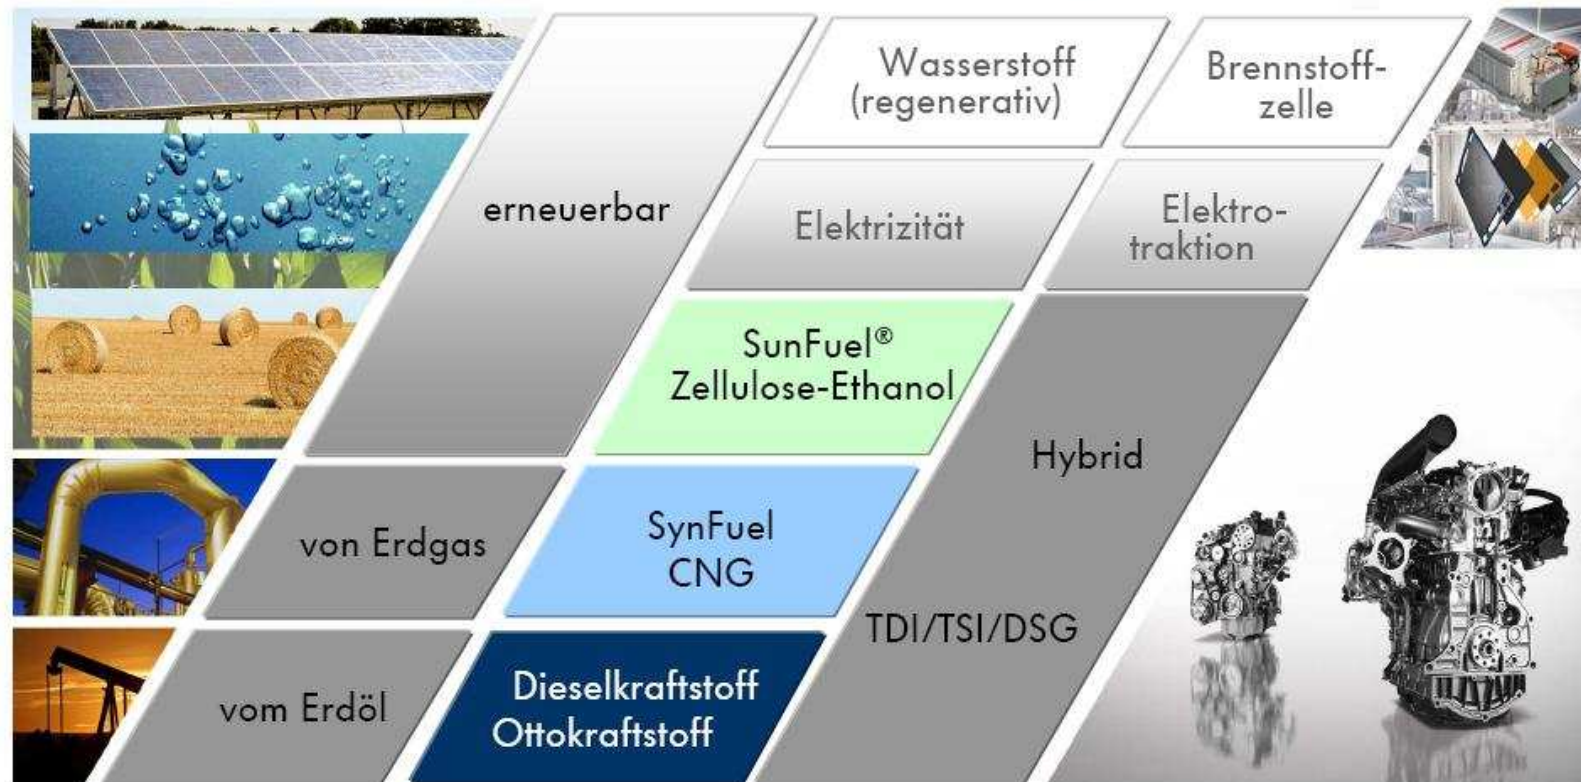 Wasserstoff
(regenerativ)
Brennstoff-
zelle
erneuerbar
Elektrizität
Elektro-
traktion
SunFuel®
Zellulose-Ethanol
Hybrid
von Erdgas
SynFuel
CNG
TDI/TSI/DSG
vom Erdöl
Dieselkraftstoff
Ottokraftstoff